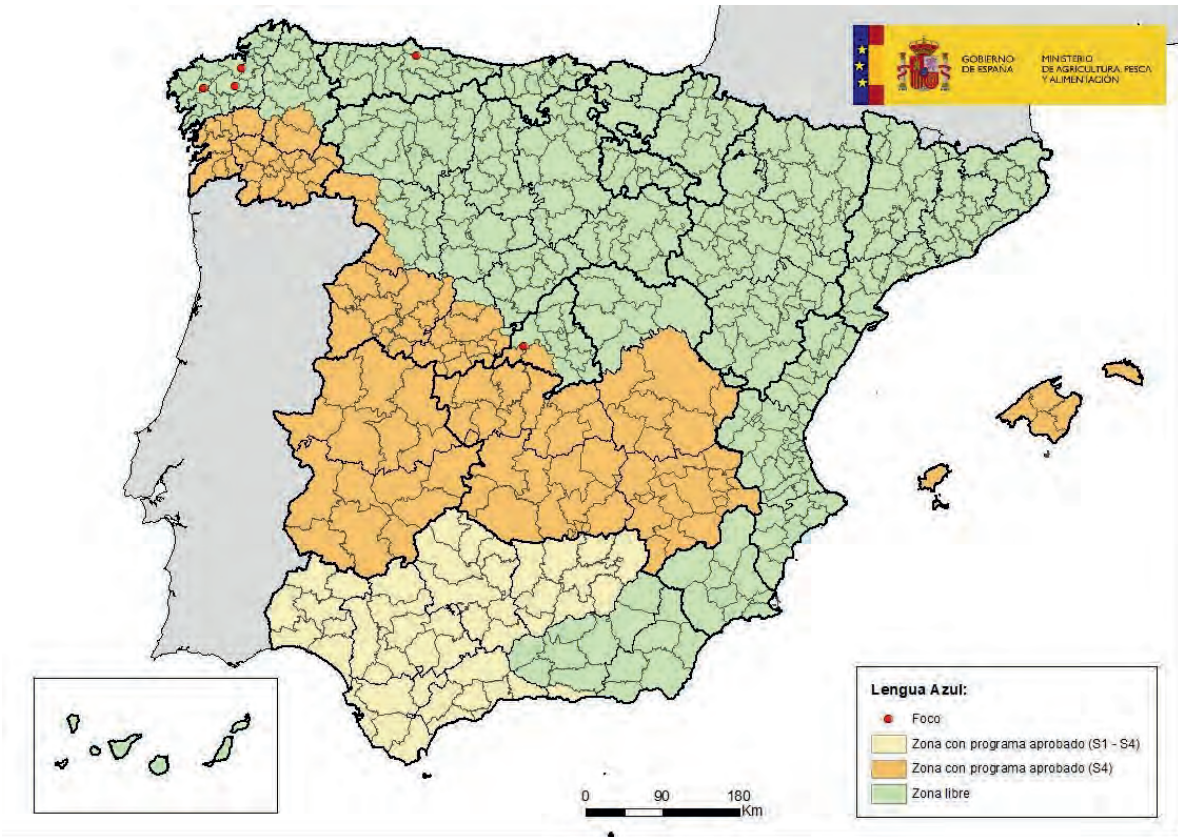 GOBIERNO
DE ESPAÑA
MINISTERIO
DE AGRICULTURA, PESCA
Y ALIMENTACIÓN
Lengua Azul:
Foco
Zona con programa aprobado (S1 - S4)
Zona con programa aprobado (S4)
Zona libre
0 90 180
Km